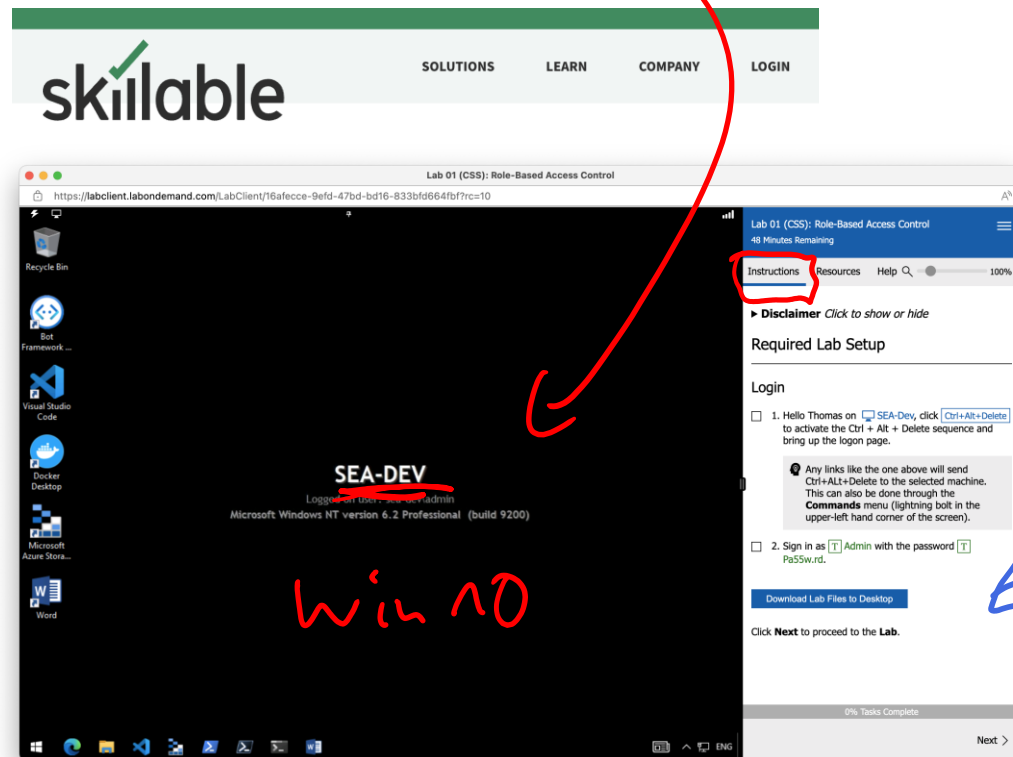 skillable
SOLUTIONS LEARN COMPANY LOGIN
Lab 01 (CSS): Role-Based Access Control
https://labclient.labondemand.com/LabClient/16afecce-9efd-47bd-bd16-833bfd664fbf?rc=10
Recycle Bin
Bot
Framework ...
Visual Studio
Code
Docker
Desktop
Microsoft
Azure Stora...
Word
SEA-DEV
Logged on user: sea-dev\admin
Microsoft Windows NT version 6.2 Professional (build 9200)
Win 10
ENG
Lab 01 (CSS): Role-Based Access Control
48 Minutes Remaining
Instructions Resources Help 100%
Disclaimer Click to show or hide
Required Lab Setup
Login
1. Hello Thomas on SEA-Dev, click Ctrl+Alt+Delete
to activate the Ctrl + Alt + Delete sequence and
bring up the logon page.
Any links like the one above will send
Ctrl+ALt+Delete to the selected machine.
This can also be done through the
Commands menu (lightning bolt in the
upper-left hand corner of the screen).
2. Sign in as T Admin with the password T
Pa55w.rd.
Download Lab Files to Desktop
Click Next to proceed to the Lab.
0% Tasks Complete
Next >